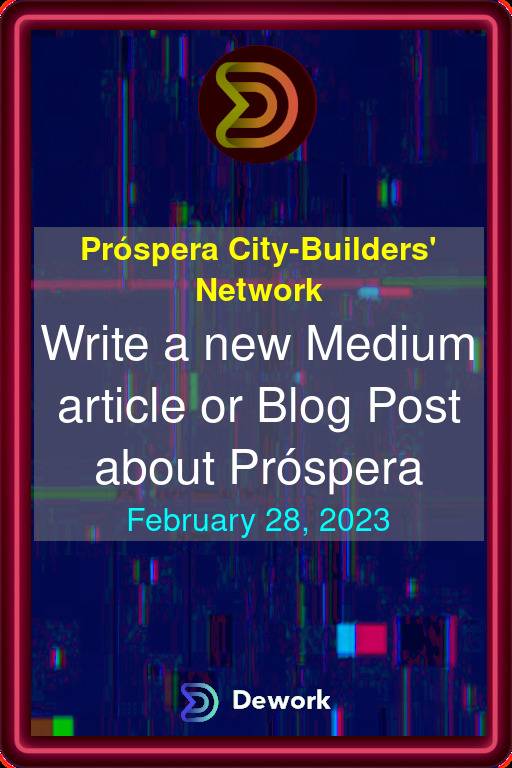 Próspera City-Builders'
Network
Write a new Medium
article or Blog Post
about Próspera
February 28, 2023
Dework